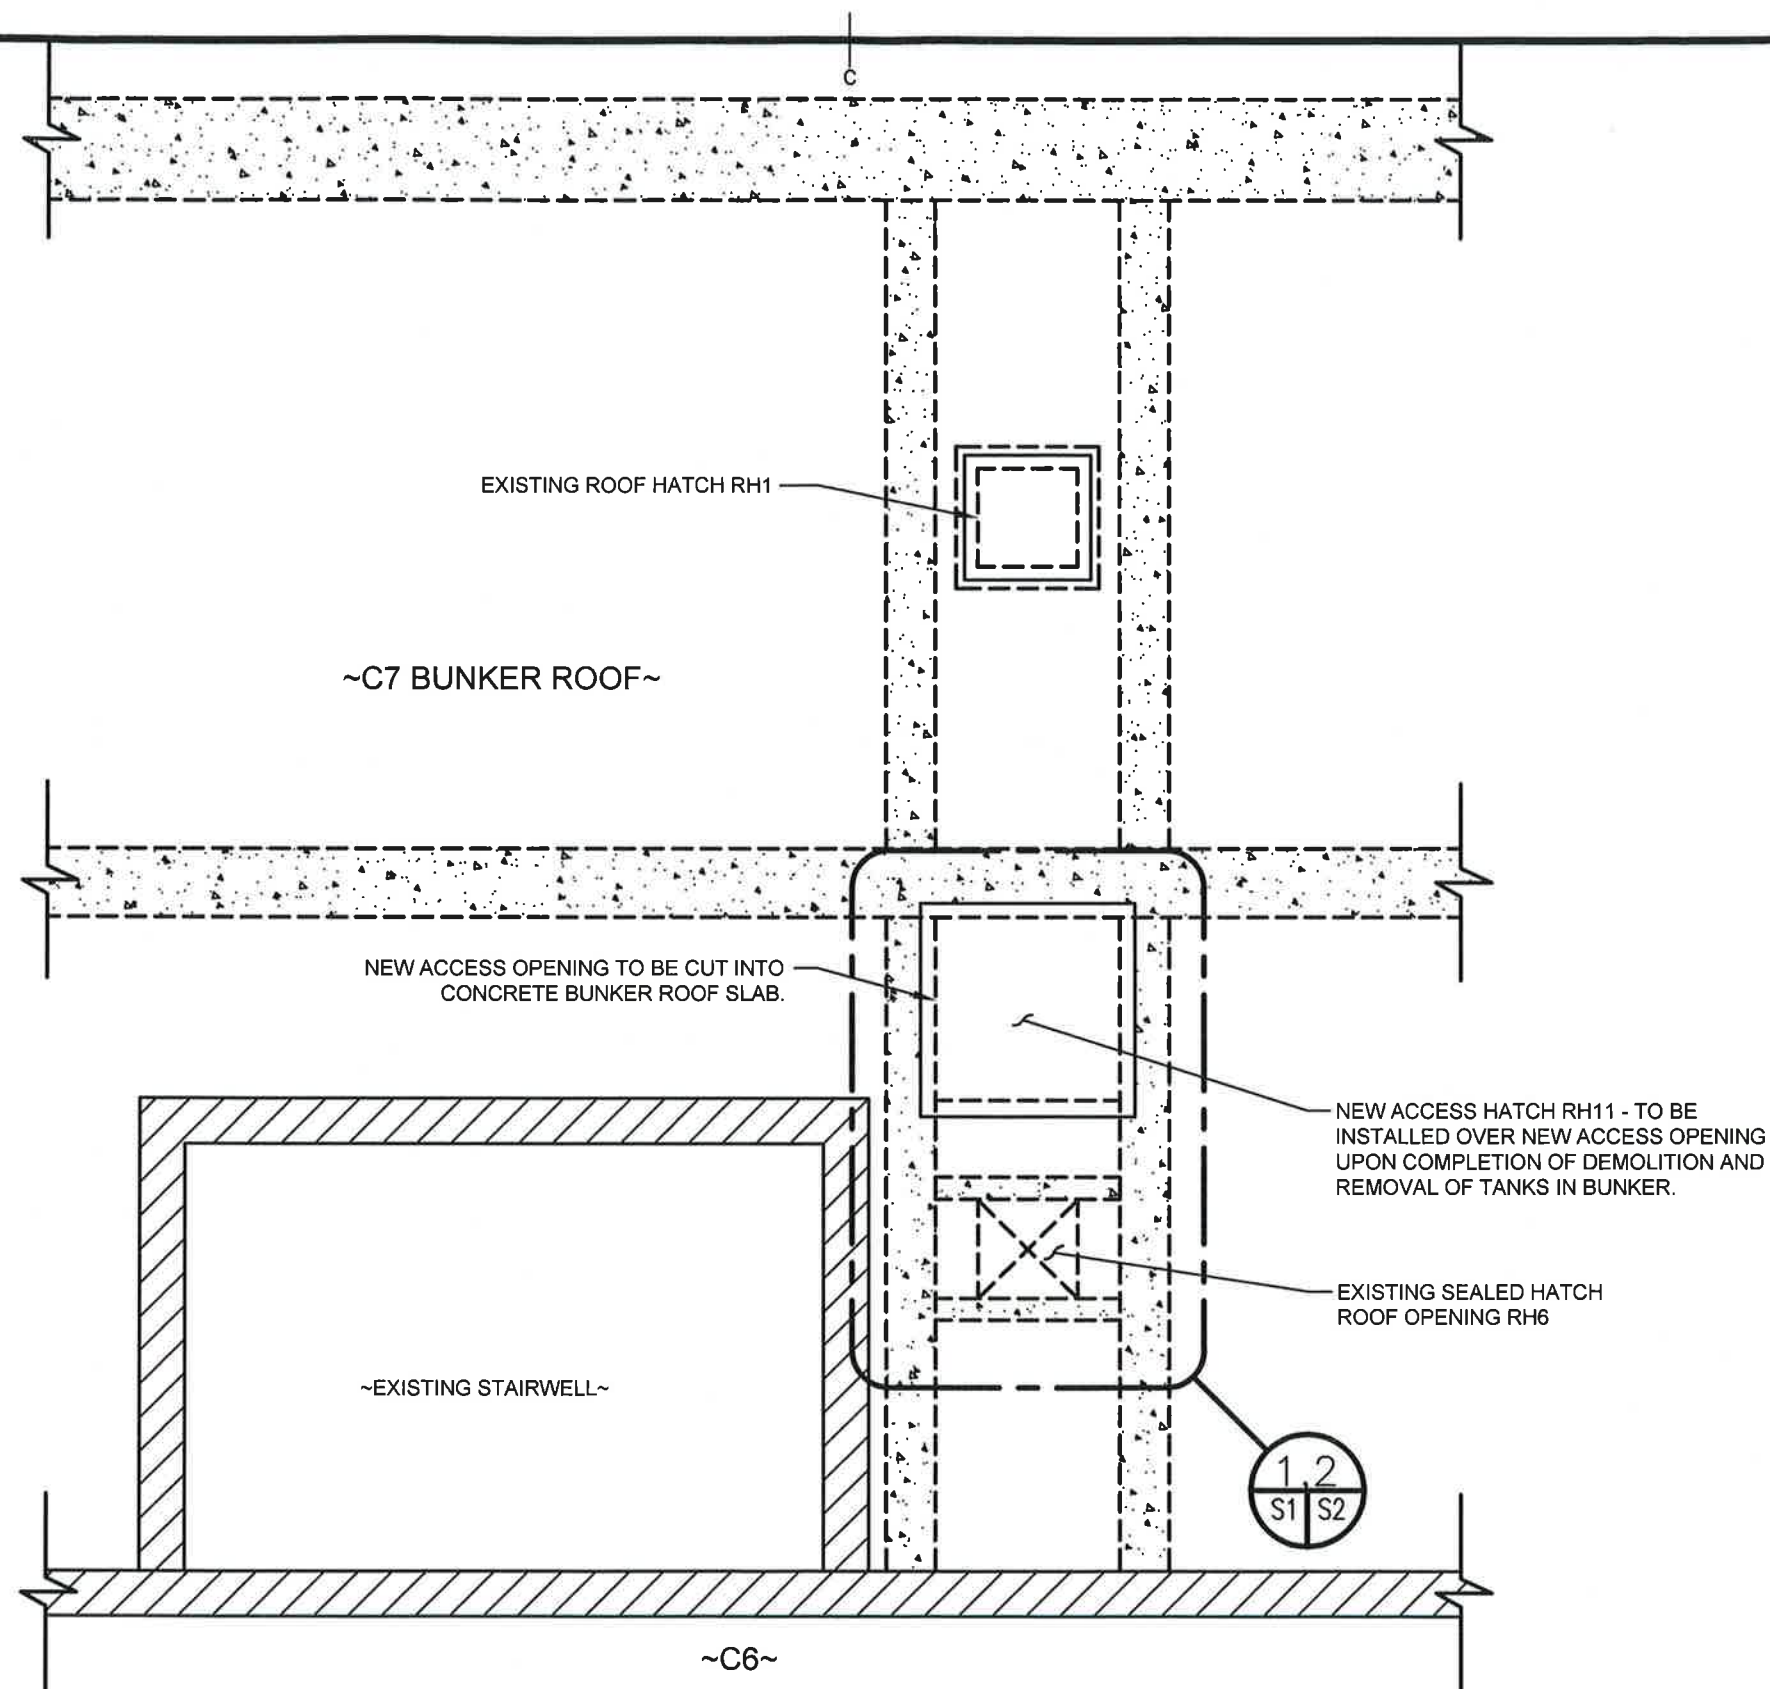 C
EXISTING ROOF HATCH RH1
~C7 BUNKER ROOF~
NEW ACCESS OPENING TO BE CUT INTO
CONCRETE BUNKER ROOF SLAB.
NEW ACCESS HATCH RH11 - TO BE
INSTALLED OVER NEW ACCESS OPENING
UPON COMPLETION OF DEMOLITION AND
REMOVAL OF TANKS IN BUNKER.
EXISTING SEALED HATCH
ROOF OPENING RH6
~EXISTING STAIRWELL~
1,2
S1 S2
~C6~